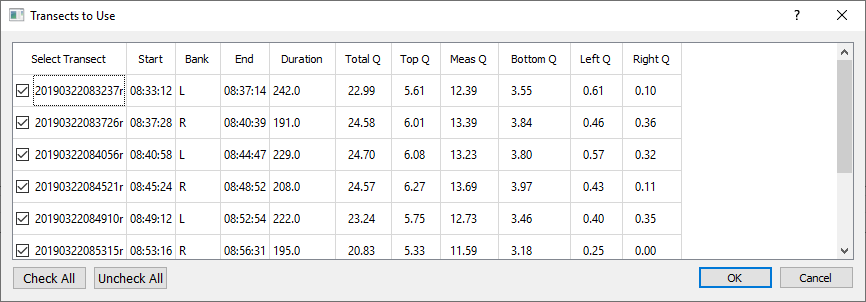 Transects to Use
Select Transect Start Bank End Duration Total Q Top Q Meas Q Bottom Q Left Q Right Q
20190322083237r 08:33:12 L 08:37:14 242.0 22.99 5.61 12.39 3.55 0.61 0.10
20190322083726r 08:37:28 R 08:40:39 191.0 24.58 6.01 13.39 3.84 0.46 0.36
20190322084056r 08:40:58 L 08:44:47 229.0 24.70 6.08 13.23 3.80 0.57 0.32
20190322084521r 08:45:24 R 08:48:52 208.0 24.57 6.27 13.69 3.97 0.43 0.11
20190322084910r 08:49:12 L 08:52:54 222.0 23.24 5.75 12.73 3.46 0.40 0.35
20190322085315r 08:53:16 R 08:56:31 195.0 20.83 5.33 11.59 3.18 0.25 0.00
Check All Uncheck All OK Cancel